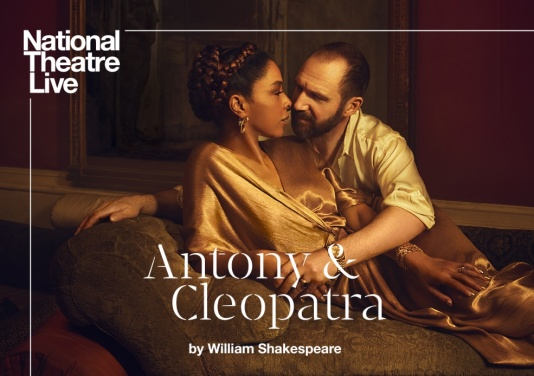 National
Theatre
Live
Antony &
Cleopatra
by William Shakespeare